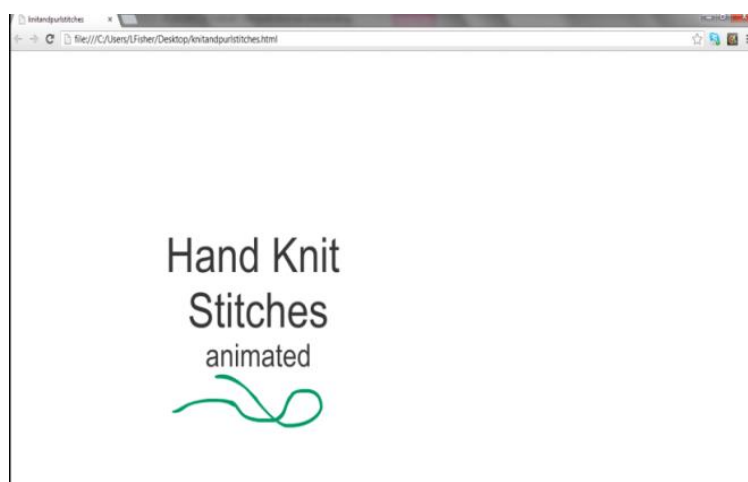 knitandpurlstitches
file:///C:/Users/LFisher/Desktop/knitandpurlstitches.html
Hand Knit
Stitches
animated